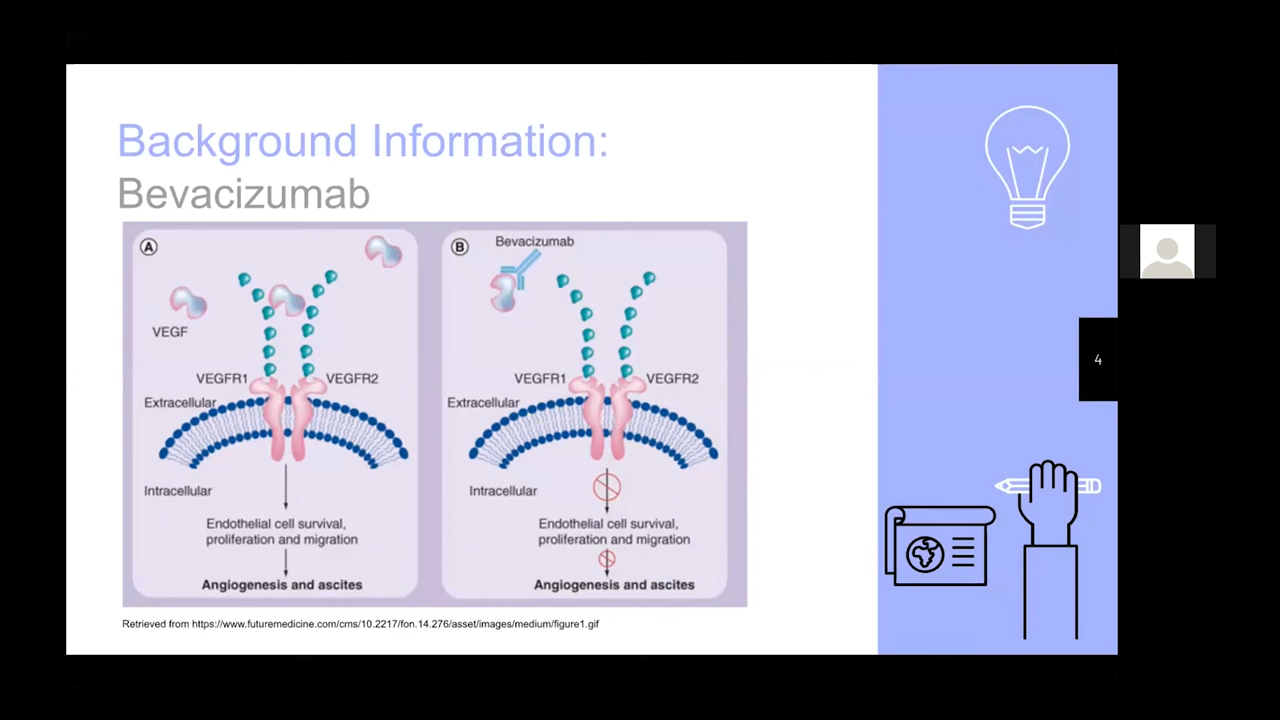 Background Information:
Bevacizumab
A
VEGF
VEGFR1
VEGFR2
Extracellular
Intracellular
Endothelial cell survival,
proliferation and migration
Angiogenesis and ascites
B
Bevacizumab
VEGFR1
VEGFR2
Extracellular
Intracellular
Endothelial cell survival,
proliferation and migration
Angiogenesis and ascites
Retrieved from https://www.futuremedicine.com/cms/10.2217/fon.14.276/asset/images/medium/figure1.gif
4